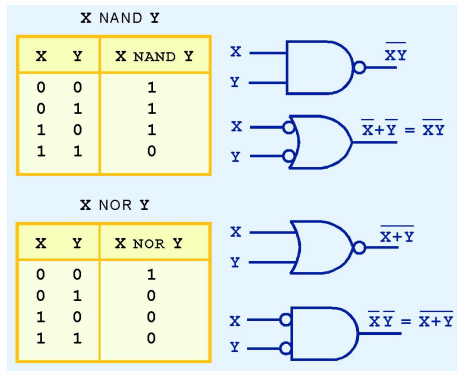 X NAND Y
X Y X NAND Y
0 0 1
0 1 1
1 0 1
1 1 0
X
Y
X̅Y̅
X
Y
X̅+Y̅ = X̅Y̅
X NOR Y
X Y X NOR Y
0 0 1
0 1 0
1 0 0
1 1 0
X
Y
X̅+̅Y̅
X
Y
X̅ Y̅ = X̅+̅Y̅